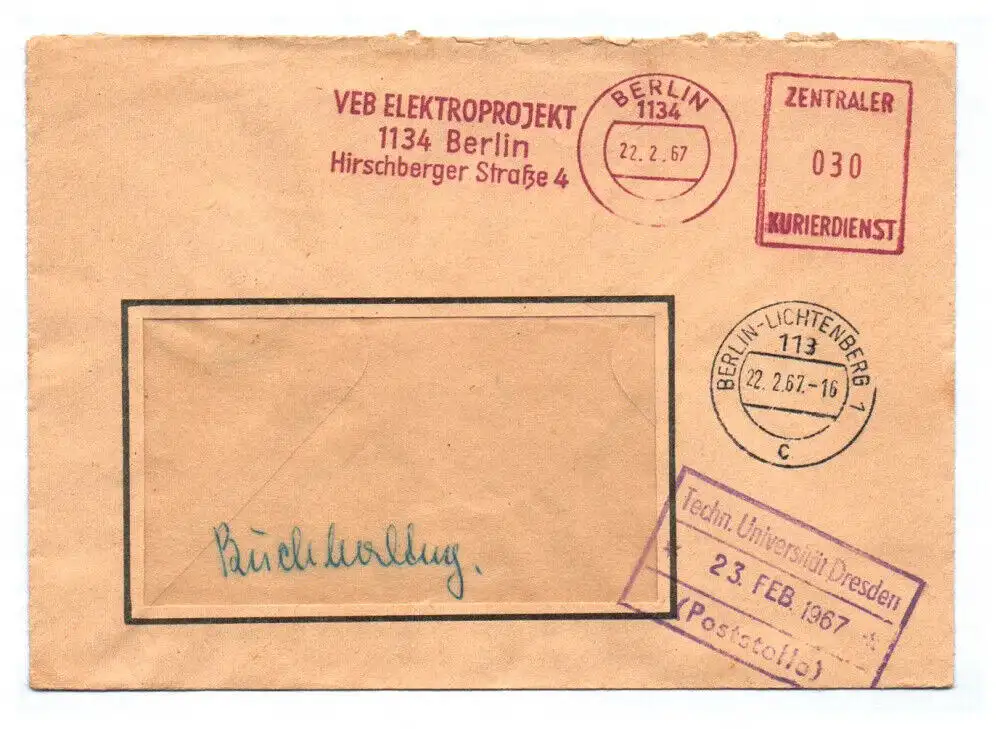 VEB ELEKTROPROJEKT
1134 Berlin
Hirschberger Straße 4
BERLIN
1134
22. 2. 67
ZENTRALER
030
KURIERDIENST
BERLIN-LICHTENBERG 1
113
22. 2.67.-16
c
Techn. Universität Dresden
23. FEB. 1967
(Poststelle)
Buchhaltung.